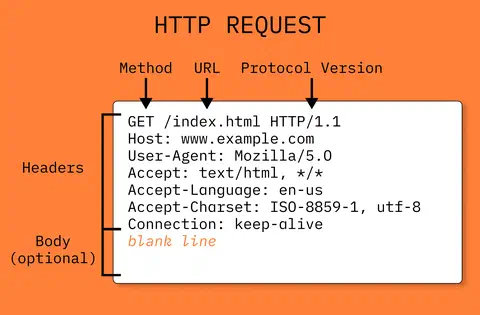 HTTP REQUEST
Method URL Protocol Version
GET /index.html HTTP/1.1
Host: www.example.com
User-Agent: Mozilla/5.0
Accept: text/html, */*
Accept-Language: en-us
Accept-Charset: ISO-8859-1, utf-8
Connection: keep-alive
blank line
Headers
Body
(optional)